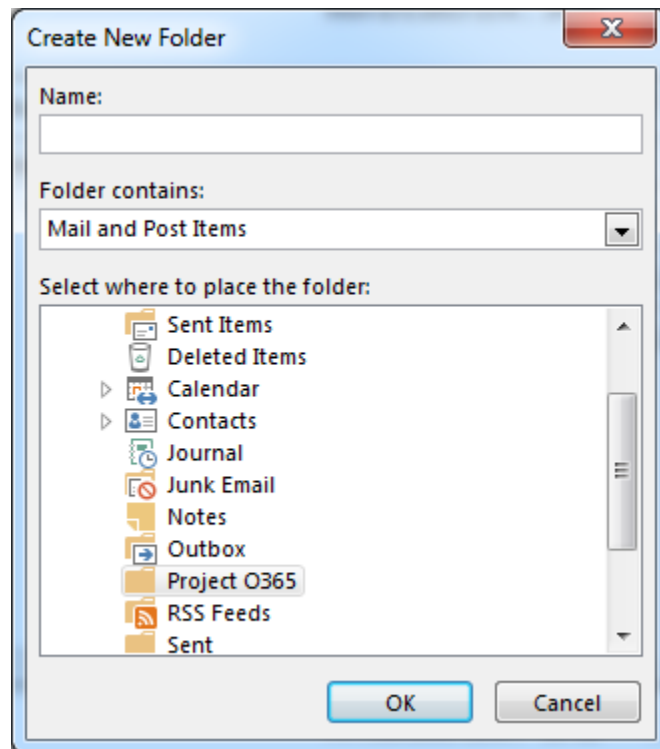 Create New Folder
Name:
Folder contains:
Mail and Post Items
Select where to place the folder:
Sent Items
Deleted Items
Calendar
Contacts
Journal
Junk Email
Notes
Outbox
Project O365
RSS Feeds
Sent
OK Cancel